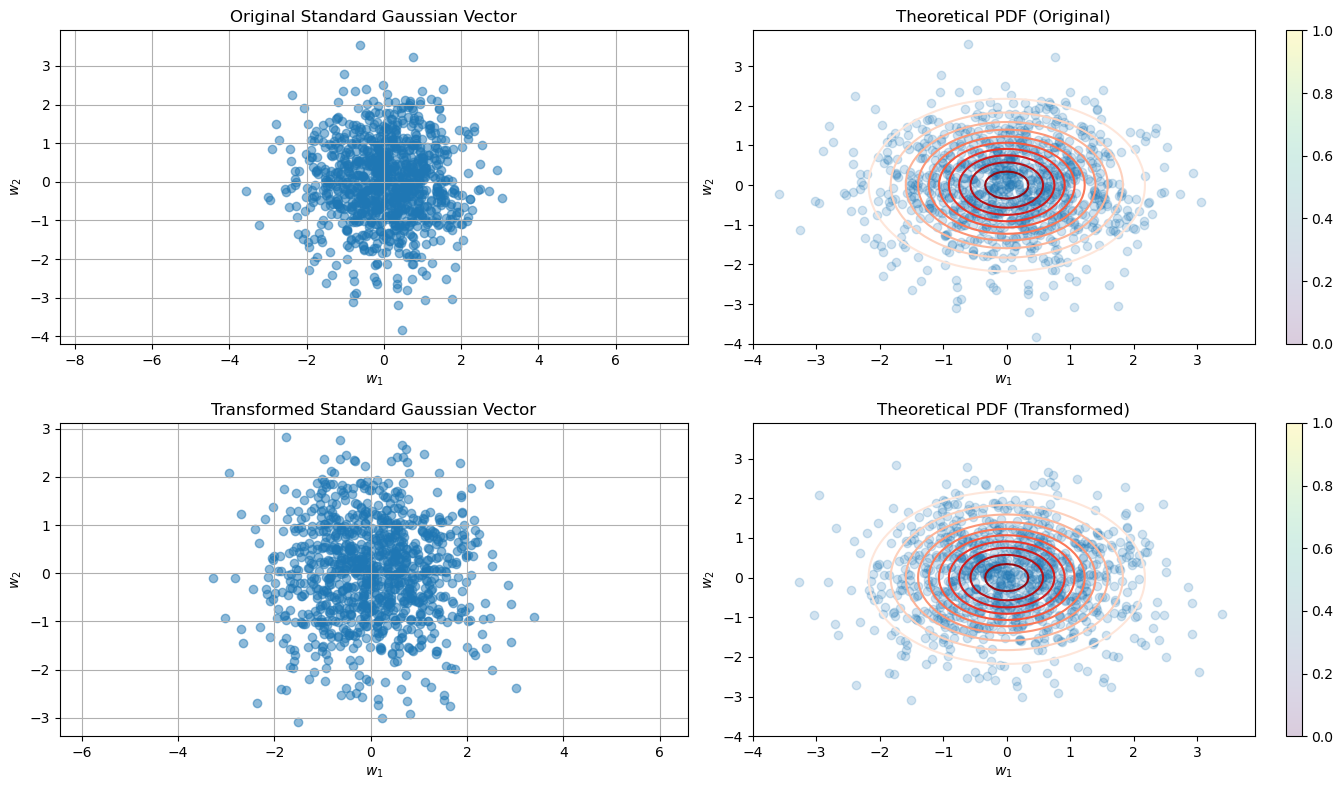 Original Standard Gaussian Vector
w₂
3
2
1
0
−1
−2
−3
−4
−8 −6 −4 −2 0 2 4 6
w₁
Theoretical PDF (Original)
w₂
3
2
1
0
−1
−2
−3
−4
−4 −3 −2 −1 0 1 2 3
w₁
1.0
0.8
0.6
0.4
0.2
0.0
Transformed Standard Gaussian Vector
w₂
3
2
1
0
−1
−2
−3
−6 −4 −2 0 2 4 6
w₁
Theoretical PDF (Transformed)
w₂
3
2
1
0
−1
−2
−3
−4
−4 −3 −2 −1 0 1 2 3
w₁
1.0
0.8
0.6
0.4
0.2
0.0